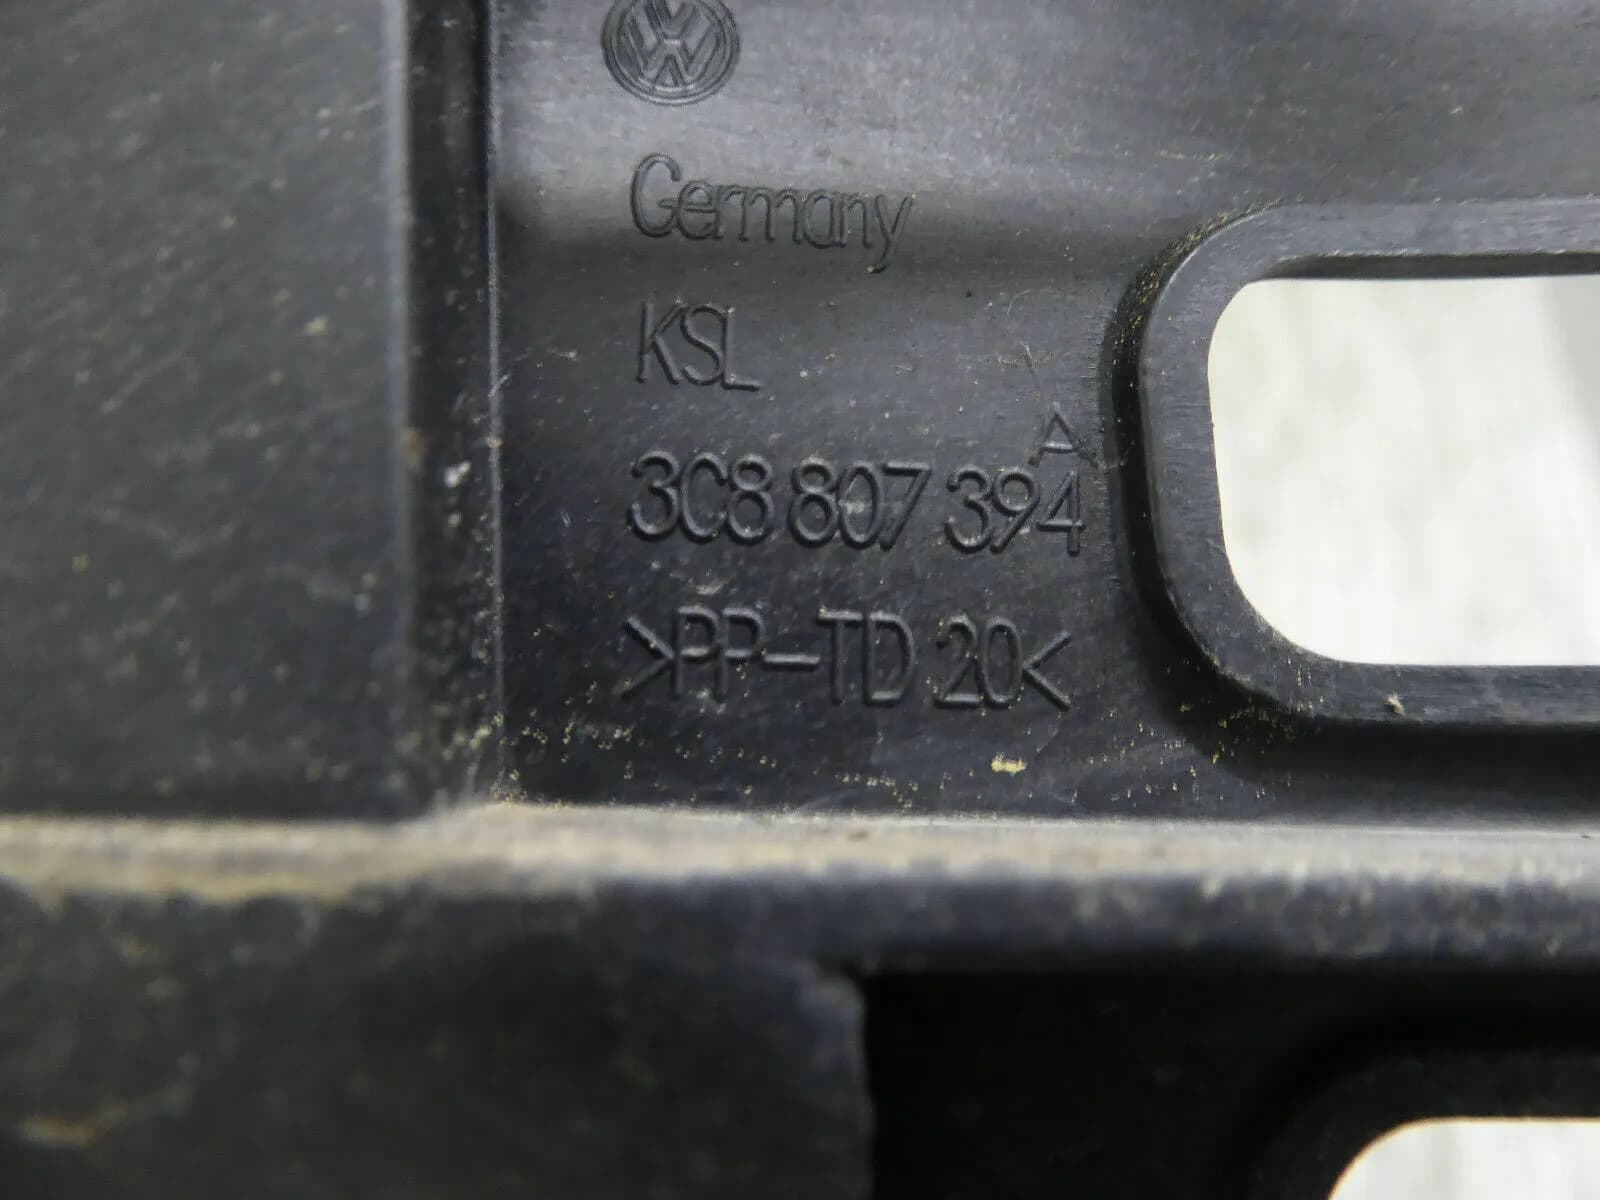 Germany
KSL
A
3C8 807 394
>PP-TD 20<